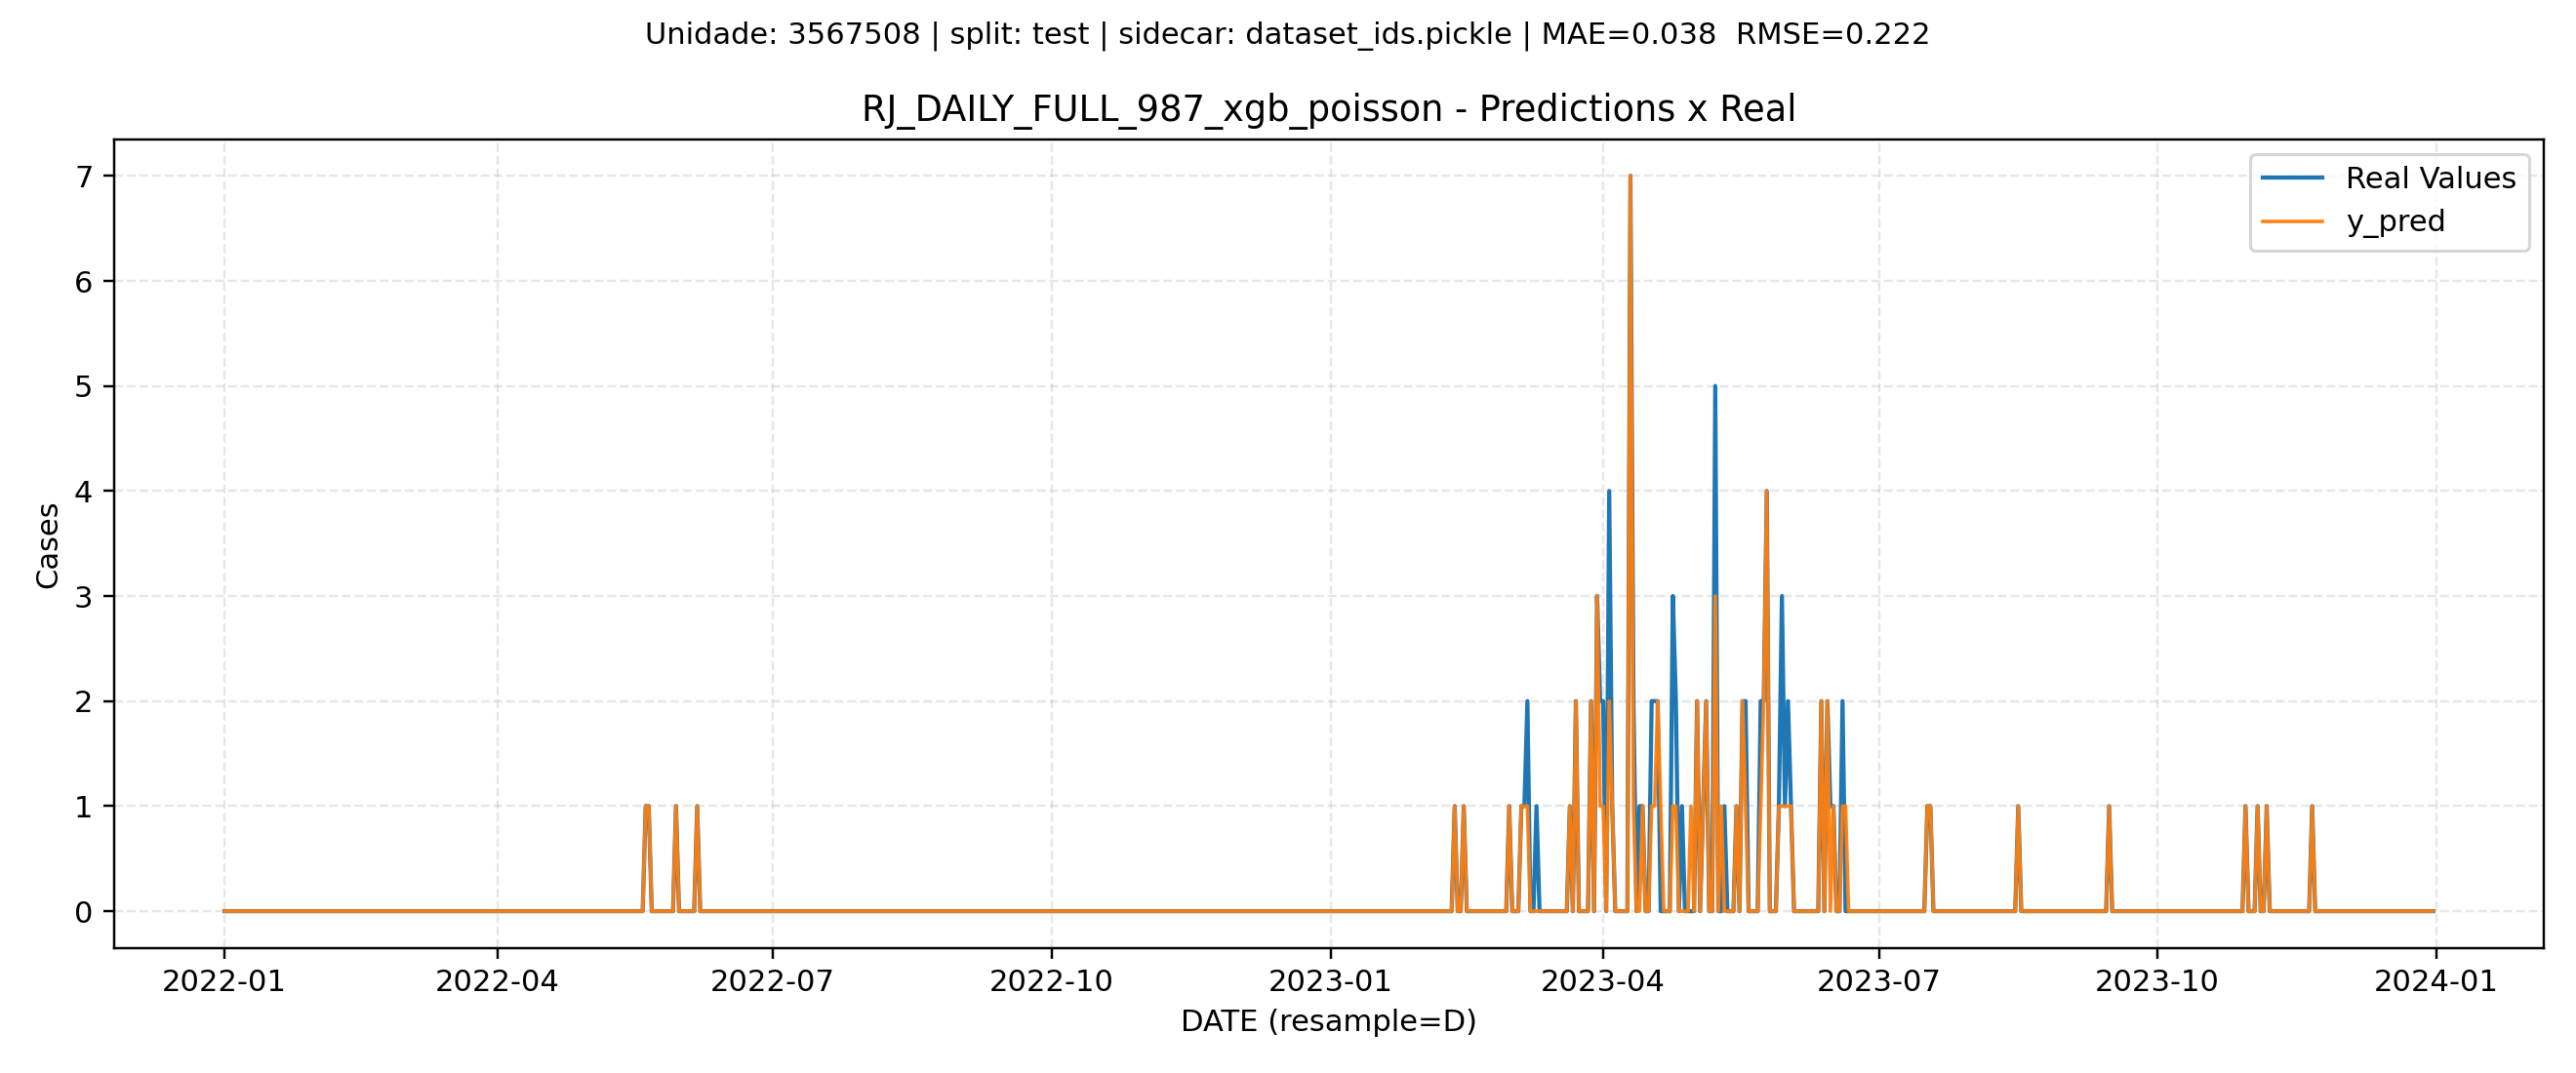 Unidade: 3567508 | split: test | sidecar: dataset_ids.pickle | MAE=0.038  RMSE=0.222
RJ_DAILY_FULL_987_xgb_poisson - Predictions x Real
Real Values
y_pred
7
6
5
4
3
2
1
0
Cases
2022-01 2022-04 2022-07 2022-10 2023-01 2023-04 2023-07 2023-10 2024-01
DATE (resample=D)